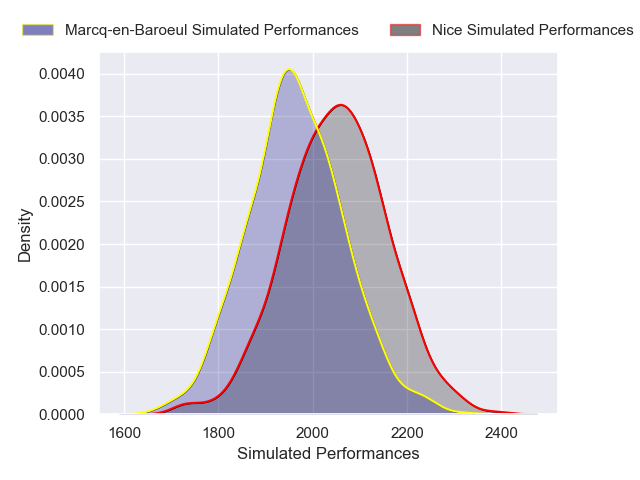 Marcq-en-Baroeul Simulated Performances
Nice Simulated Performances
0.0040
0.0035
0.0030
0.0025
0.0020
0.0015
0.0010
0.0005
0.0000
Density
1600 1800 2000 2200 2400
Simulated Performances